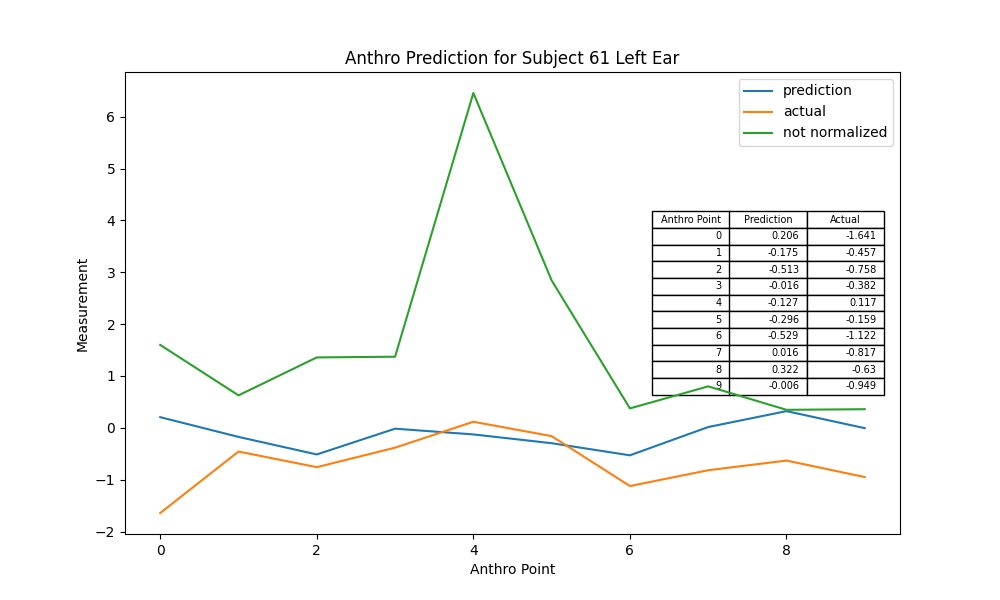 Anthro Prediction for Subject 61 Left Ear
prediction
actual
not normalized
Measurement
6
5
4
3
2
1
0
−1
−2
Anthro Point Prediction Actual
0 0.206 -1.641
1 -0.175 -0.457
2 -0.513 -0.758
3 -0.016 -0.382
4 -0.127 0.117
5 -0.296 -0.159
6 -0.529 -1.122
7 0.016 -0.817
8 0.322 -0.63
9 -0.006 -0.949
0 2 4 6 8
Anthro Point